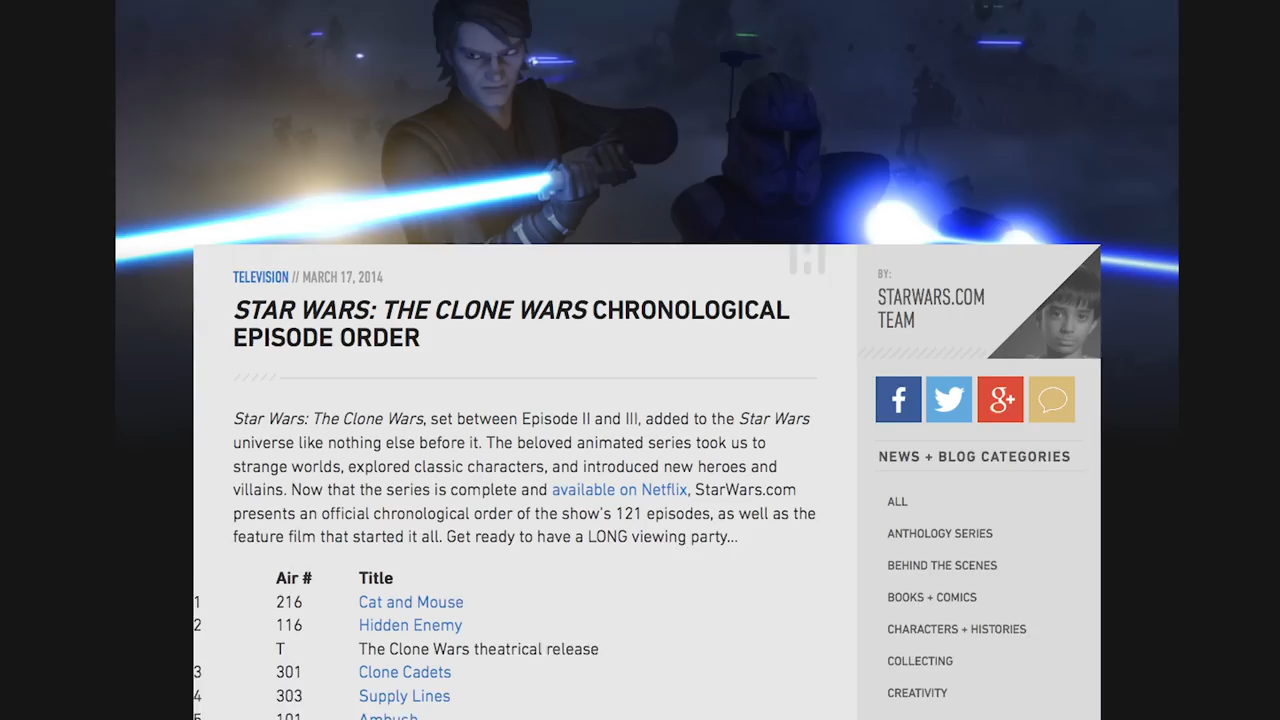 TELEVISION // MARCH 17, 2014
STAR WARS: THE CLONE WARS CHRONOLOGICAL
EPISODE ORDER
Star Wars: The Clone Wars, set between Episode II and III, added to the Star Wars
universe like nothing else before it. The beloved animated series took us to
strange worlds, explored classic characters, and introduced new heroes and
villains. Now that the series is complete and available on Netflix, StarWars.com
presents an official chronological order of the show's 121 episodes, as well as the
feature film that started it all. Get ready to have a LONG viewing party...
Air # Title
1 216 Cat and Mouse
2 116 Hidden Enemy
T The Clone Wars theatrical release
3 301 Clone Cadets
4 303 Supply Lines
5 101 Ambush
BY:
STARWARS.COM
TEAM
f g+
NEWS + BLOG CATEGORIES
ALL
ANTHOLOGY SERIES
BEHIND THE SCENES
BOOKS + COMICS
CHARACTERS + HISTORIES
COLLECTING
CREATIVITY